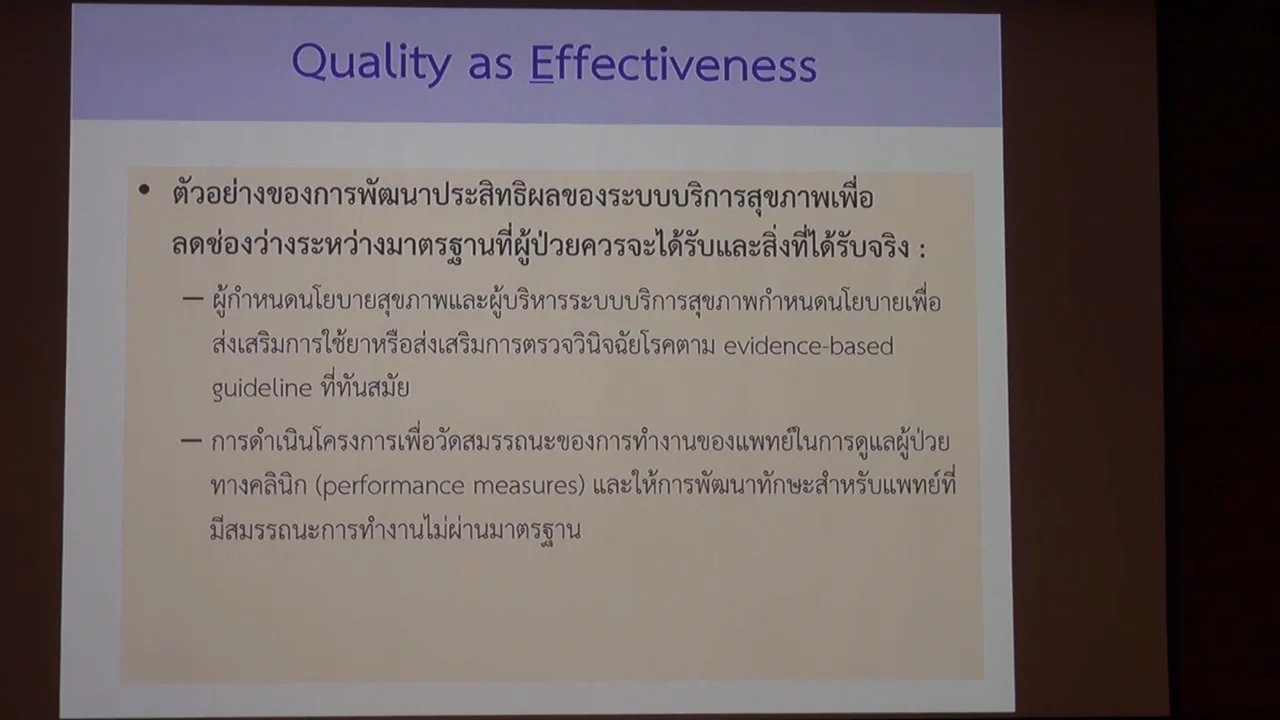 Quality as Effectiveness
• ตัวอย่างของการพัฒนาประสิทธิผลของระบบบริการสุขภาพเพื่อ
ลดช่องว่างระหว่างมาตรฐานที่ผู้ป่วยควรจะได้รับและสิ่งที่ได้รับจริง :
– ผู้กำหนดนโยบายสุขภาพและผู้บริหารระบบบริการสุขภาพกำหนดนโยบายเพื่อ
ส่งเสริมการใช้ยาหรือส่งเสริมการตรวจวินิจฉัยโรคตาม evidence-based
guideline ที่ทันสมัย
– การดำเนินโครงการเพื่อวัดสมรรถนะของการทำงานของแพทย์ในการดูแลผู้ป่วย
ทางคลินิก (performance measures) และให้การพัฒนาทักษะสำหรับแพทย์ที่
มีสมรรถนะการทำงานไม่ผ่านมาตรฐาน